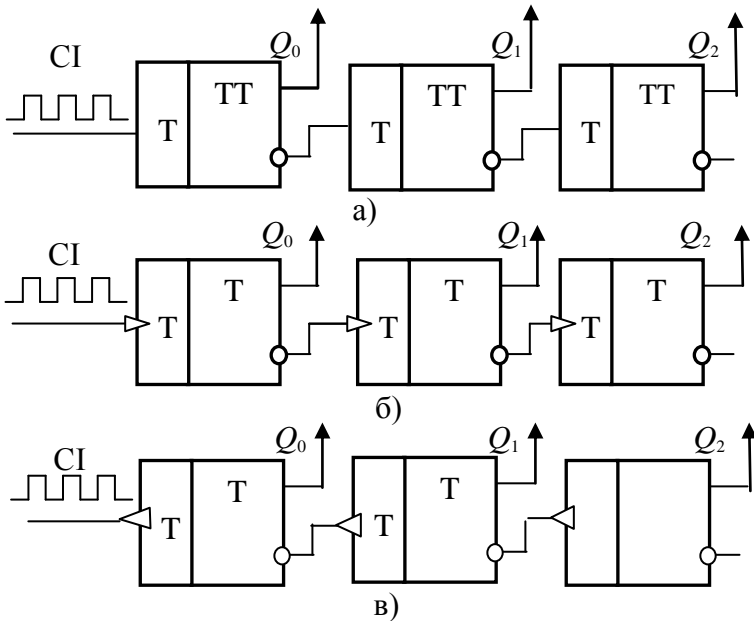 CI Q0 Q1 Q2
T TT T TT T TT
а)
CI Q0 Q1 Q2
T T T T T T
б)
CI Q0 Q1 Q2
T T T T
в)